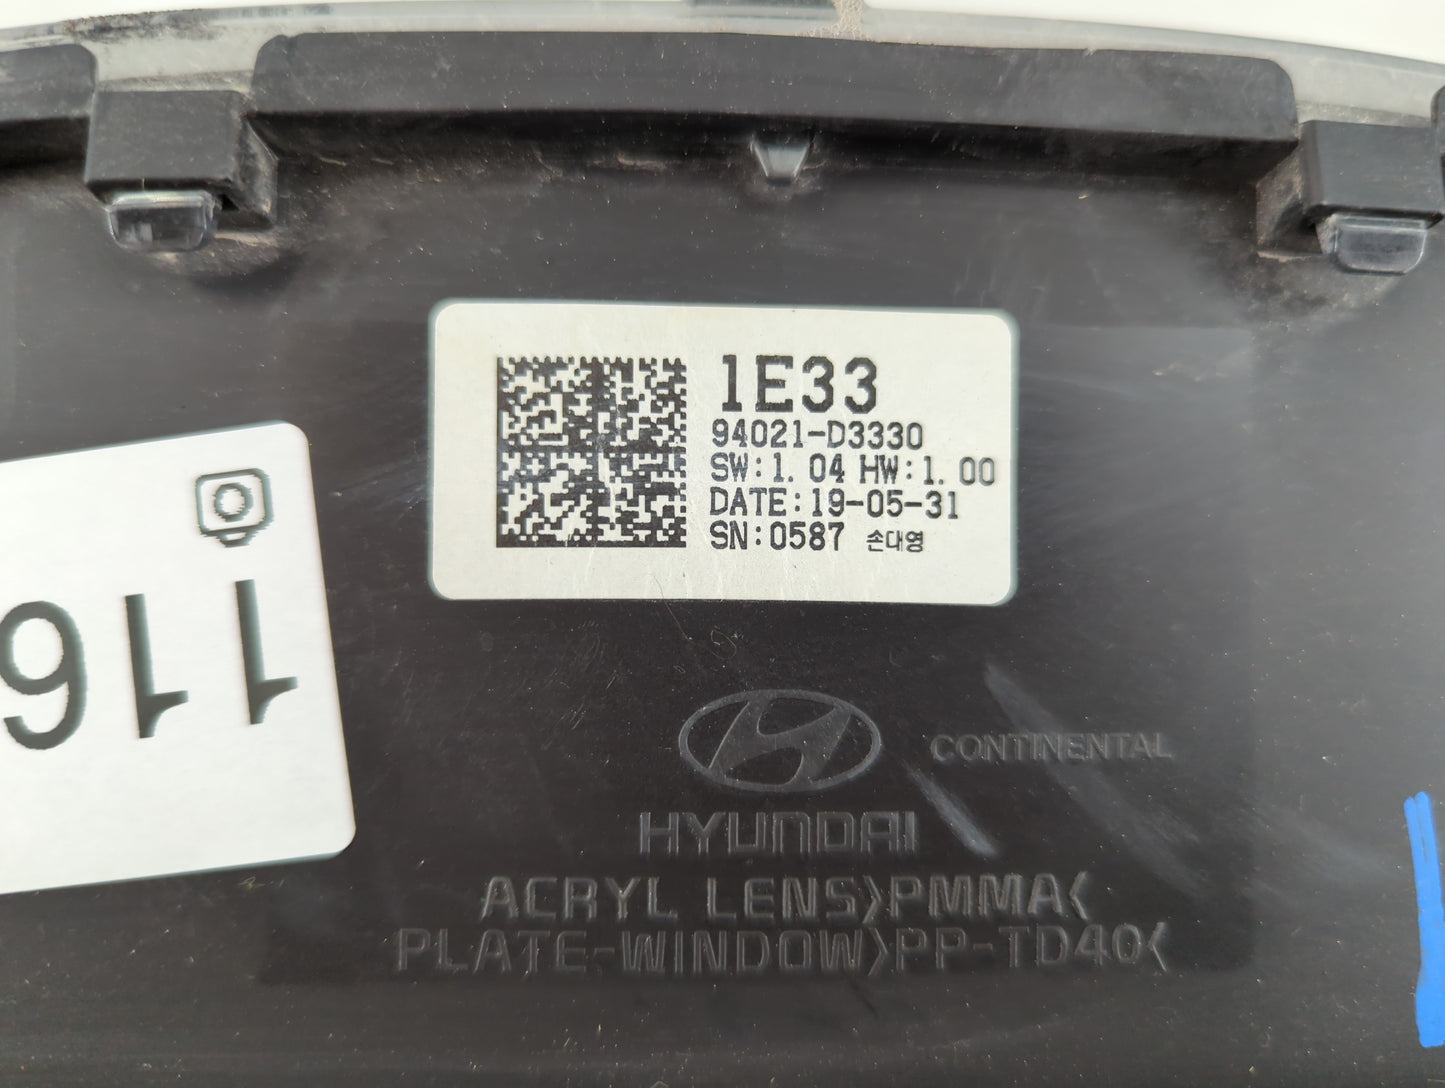 1E33
94021-D3330
SW:1.04 HW:1.00
DATE:19-05-31
SN:0587 손대영
116
CONTINENTAL
HYUNDAI
ACRYL LENS>PMMA<
PLATE-WINDOW>PP-TD40<